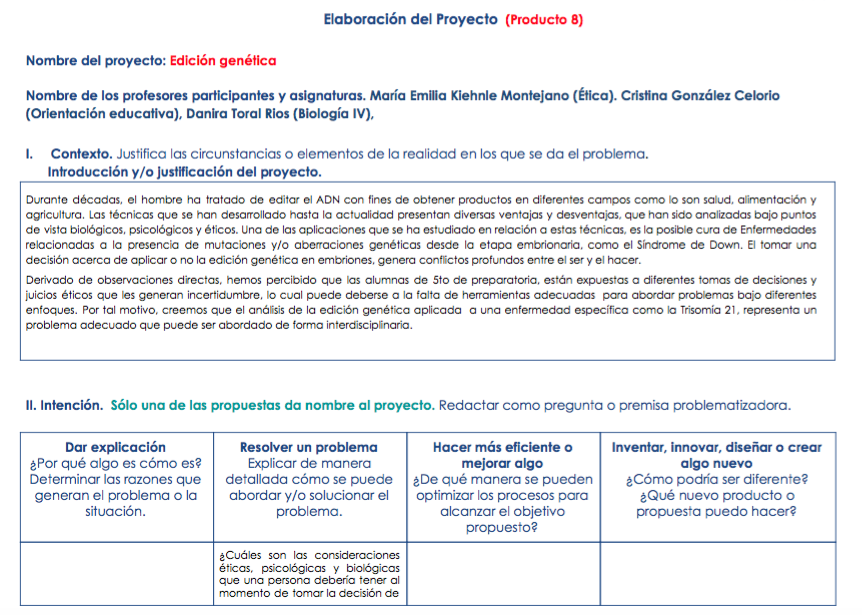 Elaboración del Proyecto (Producto 8)
Nombre del proyecto: Edición genética
Nombre de los profesores participantes y asignaturas. María Emilia Kiehnle Montejano (Ética). Cristina González Celorio
(Orientación educativa), Danira Toral Rios (Biología IV),
I. Contexto. Justifica las circunstancias o elementos de la realidad en los que se da el problema.
Introducción y/o justificación del proyecto.
Durante décadas, el hombre ha tratado de editar el ADN con fines de obtener productos en diferentes campos como lo son salud, alimentación y
agricultura. Las técnicas que se han desarrollado hasta la actualidad presentan diversas ventajas y desventajas, que han sido analizadas bajo puntos
de vista biológicos, psicológicos y éticos. Una de las aplicaciones que se ha estudiado en relación a estas técnicas, es la posible cura de Enfermedades
relacionadas a la presencia de mutaciones y/o aberraciones genéticas desde la etapa embrionaria, como el Síndrome de Down. El tomar una
decisión acerca de aplicar o no la edición genética en embriones, genera conflictos profundos entre el ser y el hacer.
Derivado de observaciones directas, hemos percibido que las alumnas de 5to de preparatoria, están expuestas a diferentes tomas de decisiones y
juicios éticos que les generan incertidumbre, lo cual puede deberse a la falta de herramientas adecuadas para abordar problemas bajo diferentes
enfoques. Por tal motivo, creemos que el análisis de la edición genética aplicada a una enfermedad específica como la Trisomía 21, representa un
problema adecuado que puede ser abordado de forma interdisciplinaria.
II. Intención. Sólo una de las propuestas da nombre al proyecto. Redactar como pregunta o premisa problematizadora.
Dar explicación
¿Por qué algo es cómo es?
Determinar las razones que
generan el problema o la
situación.
Resolver un problema
Explicar de manera
detallada cómo se puede
abordar y/o solucionar el
problema.
Hacer más eficiente o
mejorar algo
¿De qué manera se pueden
optimizar los procesos para
alcanzar el objetivo
propuesto?
Inventar, innovar, diseñar o crear
algo nuevo
¿Cómo podría ser diferente?
¿Qué nuevo producto o
propuesta puedo hacer?
¿Cuáles son las consideraciones
éticas, psicológicas y biológicas
que una persona debería tener al
momento de tomar la decisión de